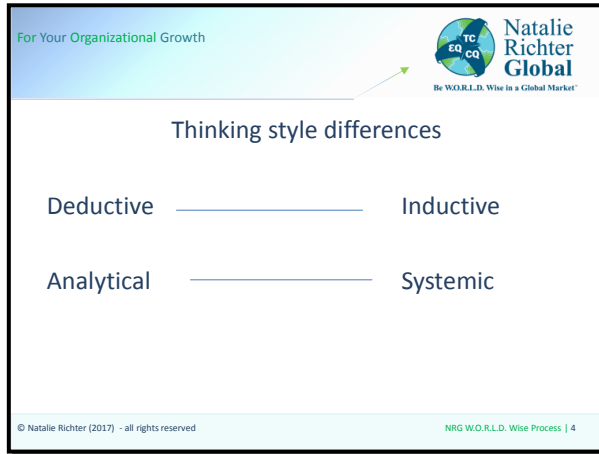 For Your Organizational Growth
TC
EQ CQ
Natalie
Richter
Global
Be W.O.R.L.D. Wise in a Global Market"
Thinking style differences
Deductive Inductive
Analytical Systemic
© Natalie Richter (2017) - all rights reserved NRG W.O.R.L.D. Wise Process | 4